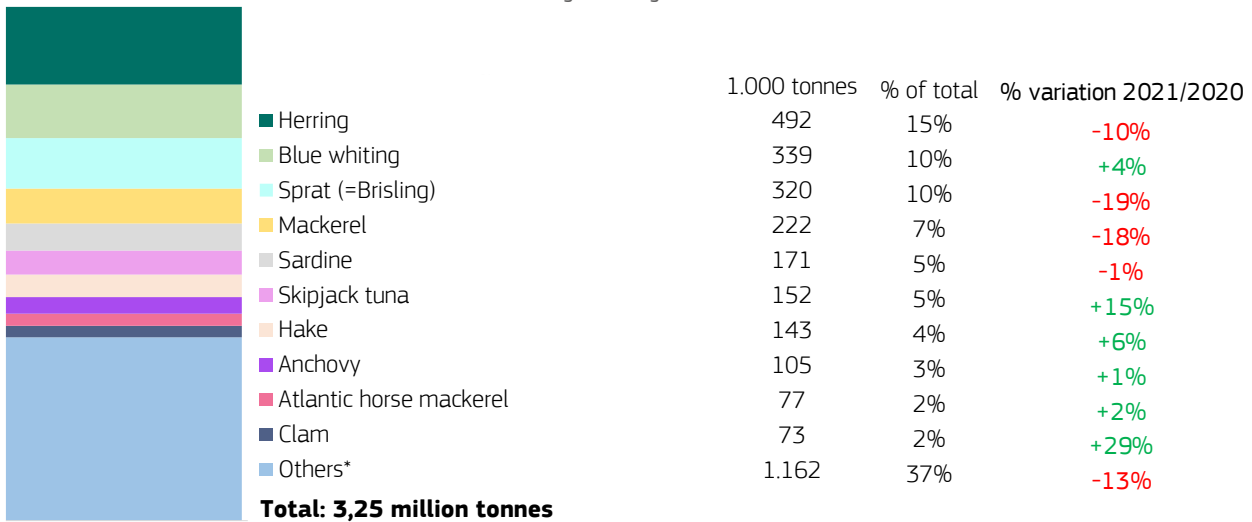 1.000 tonnes % of total % variation 2021/2020
Herring 492 15% -10%
Blue whiting 339 10% +4%
Sprat (=Brisling) 320 10% -19%
Mackerel 222 7% -18%
Sardine 171 5% -1%
Skipjack tuna 152 5% +15%
Hake 143 4% +6%
Anchovy 105 3% +1%
Atlantic horse mackerel 77 2% +2%
Clam 73 2% +29%
Others* 1.162 37% -13%
Total: 3,25 million tonnes